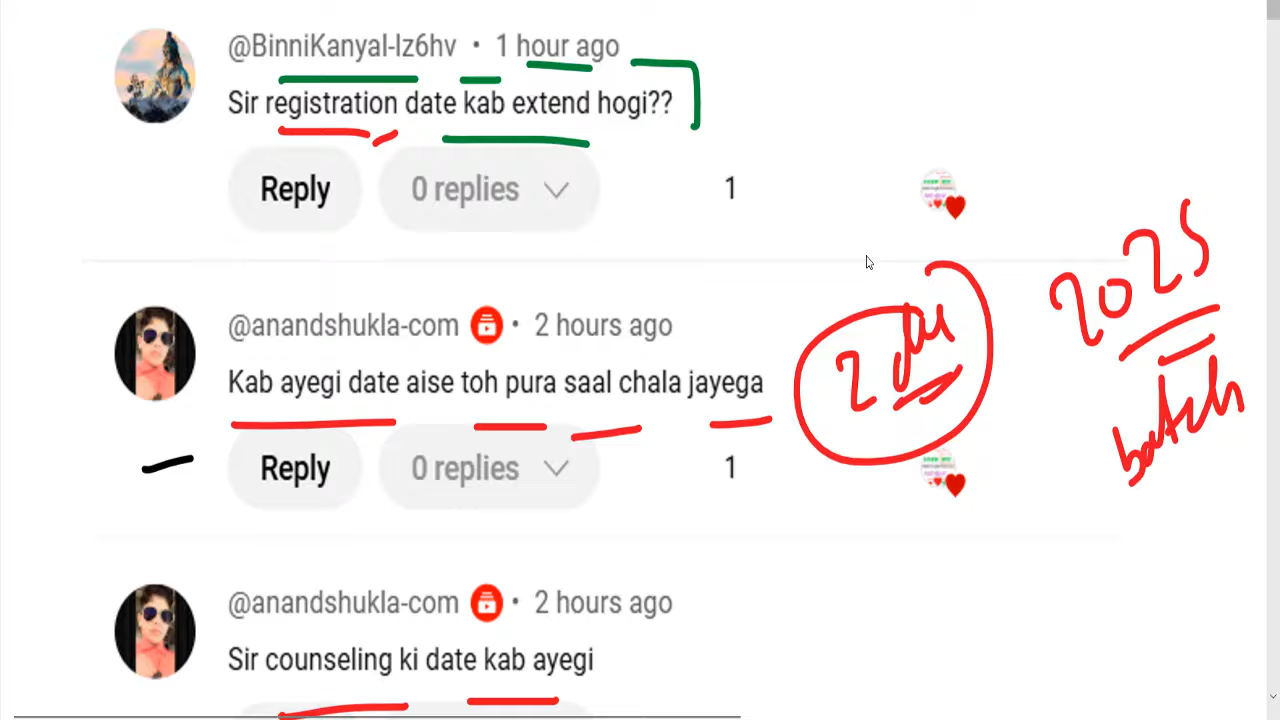 @BinniKanyal-lz6hv • 1 hour ago
Sir registration date kab extend hogi??
Reply
0 replies
1
@anandshukla-com • 2 hours ago
Kab ayegi date aise toh pura saal chala jayega
Reply
0 replies
1
2
2025
batch
@anandshukla-com • 2 hours ago
Sir counseling ki date kab ayegi